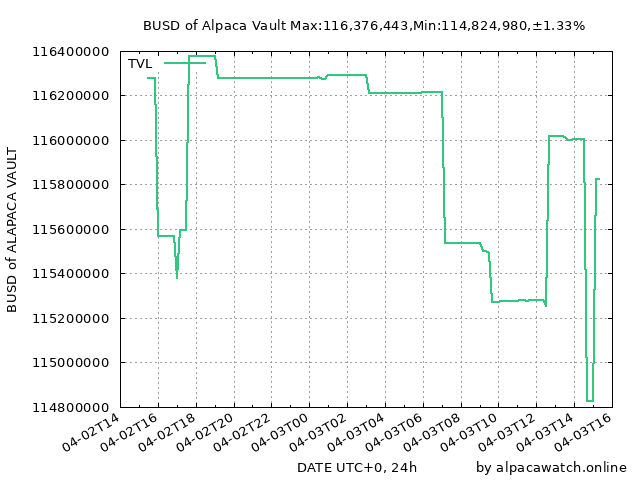 BUSD of Alpaca Vault Max:116,376,443,Min:114,824,980,±1.33%
TVL
116400000
116200000
116000000
115800000
115600000
115400000
115200000
115000000
114800000
BUSD of ALAPACA VAULT
04-02T14
04-02T16
04-02T18
04-02T20
04-02T22
04-03T00
04-03T02
04-03T04
04-03T06
04-03T08
04-03T10
04-03T12
04-03T14
04-03T16
DATE UTC+0, 24h
by alpacawatch.online